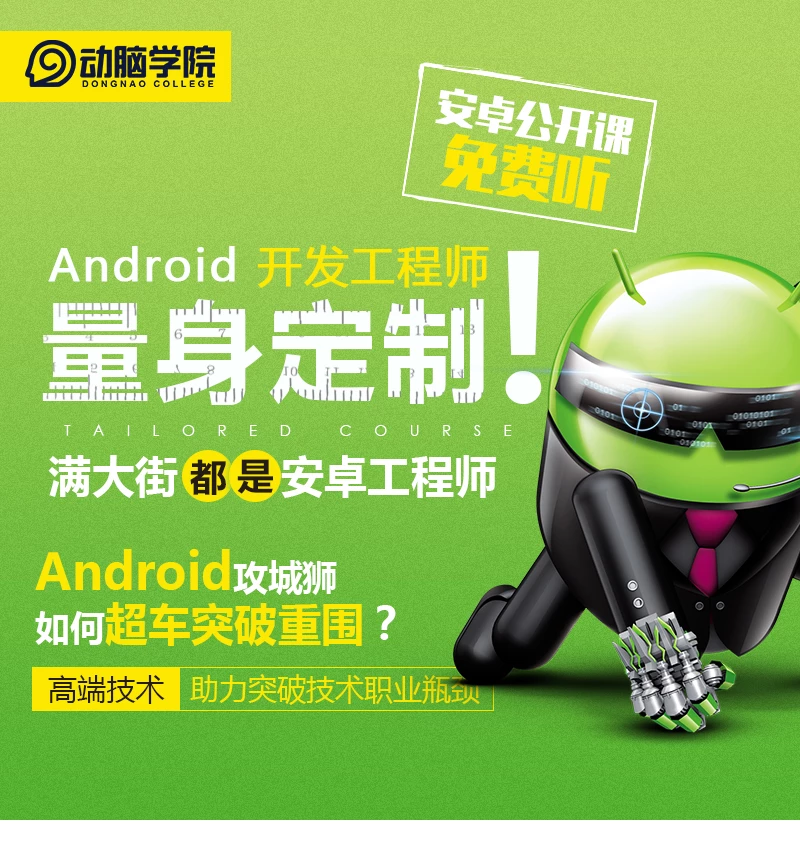 动脑学院
DONGNAO COLLEGE
安卓公开课
免费听
Android 开发工程师
量身定制!
TAILORED COURSE
满大街都是安卓工程师
Android攻城狮
如何超车突破重围？
高端技术 助力突破技术职业瓶颈